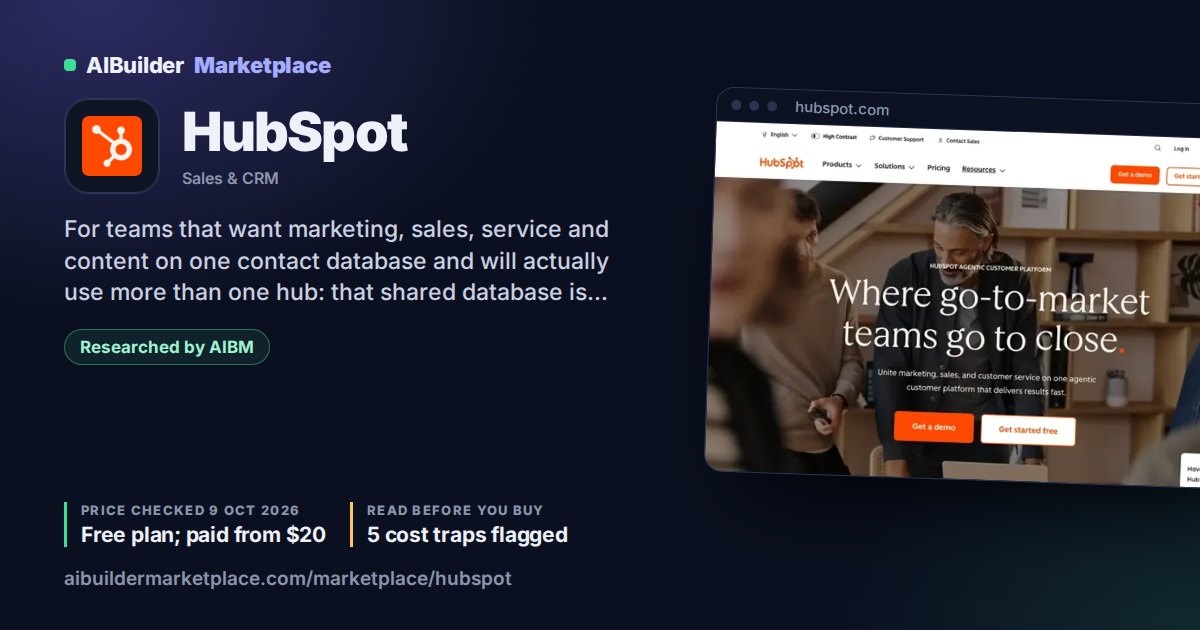 AIBuilder Marketplace
HubSpot
Sales & CRM
For teams that want marketing, sales, service and
content on one contact database and will actually
use more than one hub: that shared database is...
Researched by AIBM
PRICE CHECKED 9 OCT 2026
Free plan; paid from $20
READ BEFORE YOU BUY
5 cost traps flagged
aibuildermarketplace.com/marketplace/hubspot
hubspot.com
English
High Contrast
Customer Support
Contact Sales
Log in
HubSpot
Products
Solutions
Pricing
Resources
Get a demo
Get started
HUBSPOT AGENTIC CUSTOMER PLATFORM
Where go-to-market
teams go to close.
Unite marketing, sales, and customer service on one agentic
customer platform that delivers results fast.
Get a demo
Get started free